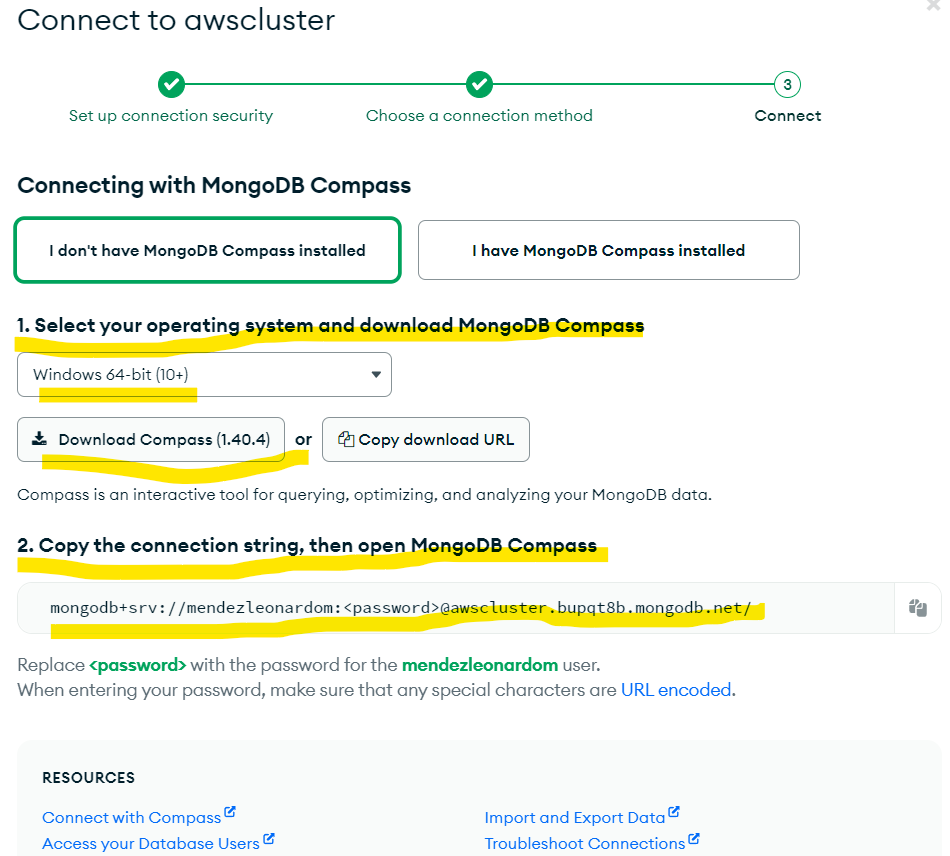 Connect to awscluster
3
Set up connection security
Choose a connection method
Connect
Connecting with MongoDB Compass
I don't have MongoDB Compass installed
I have MongoDB Compass installed
1. Select your operating system and download MongoDB Compass
Windows 64-bit (10+)
Download Compass (1.40.4)
or
Copy download URL
Compass is an interactive tool for querying, optimizing, and analyzing your MongoDB data.
2. Copy the connection string, then open MongoDB Compass
mongodb+srv://mendezleonardom:<password>@awscluster.bupqt8b.mongodb.net/
Replace <password> with the password for the mendezleonardom user.
When entering your password, make sure that any special characters are URL encoded.
RESOURCES
Connect with Compass
Import and Export Data
Access your Database Users
Troubleshoot Connections